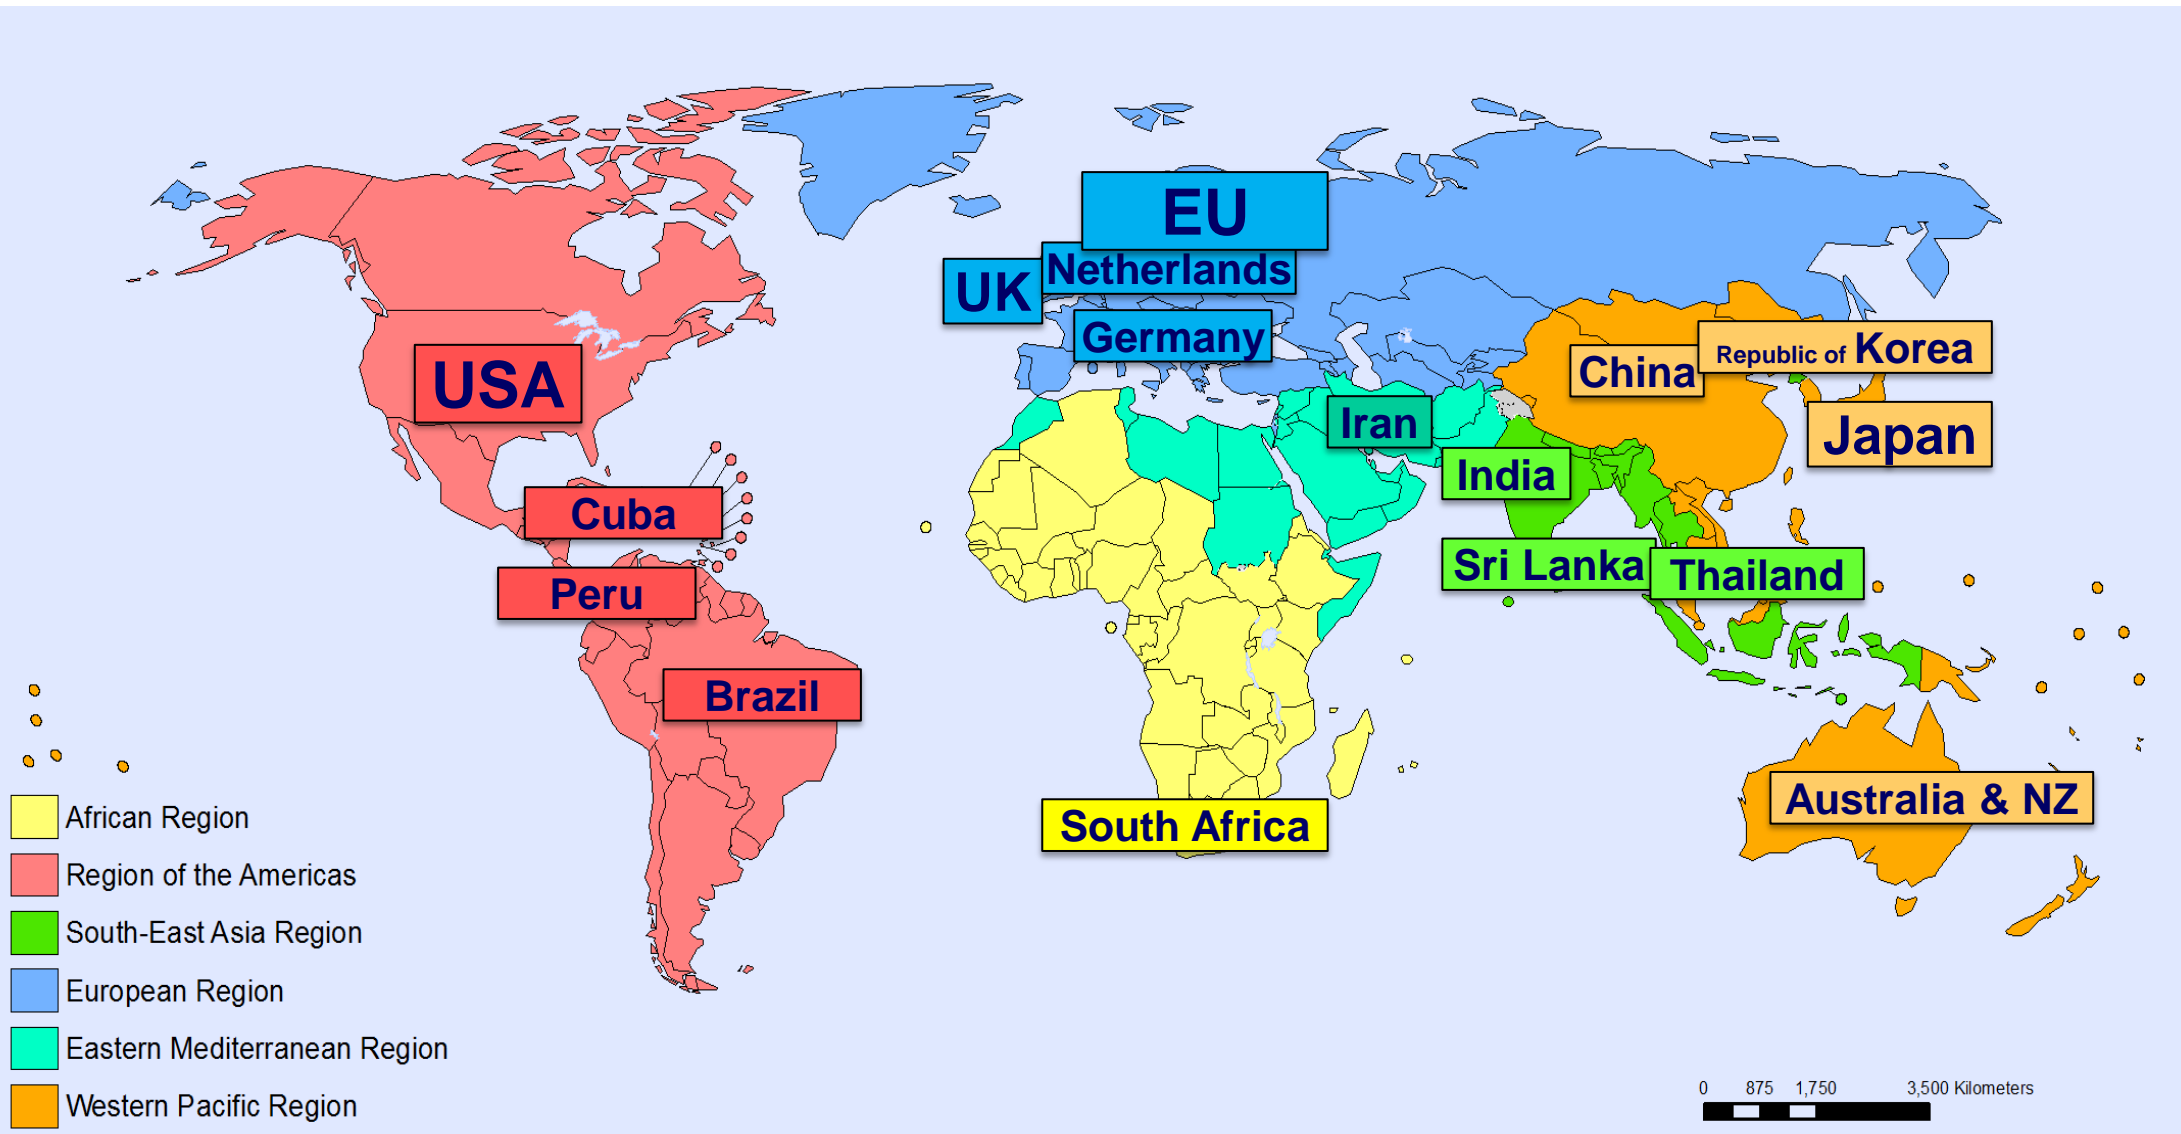 EU
Netherlands
UK
Germany
USA
Republic of Korea
China
Japan
Iran
India
Cuba
Sri Lanka
Thailand
Peru
Brazil
Australia & NZ
South Africa
African Region
Region of the Americas
South-East Asia Region
European Region
Eastern Mediterranean Region
Western Pacific Region
0 875 1,750 3,500 Kilometers